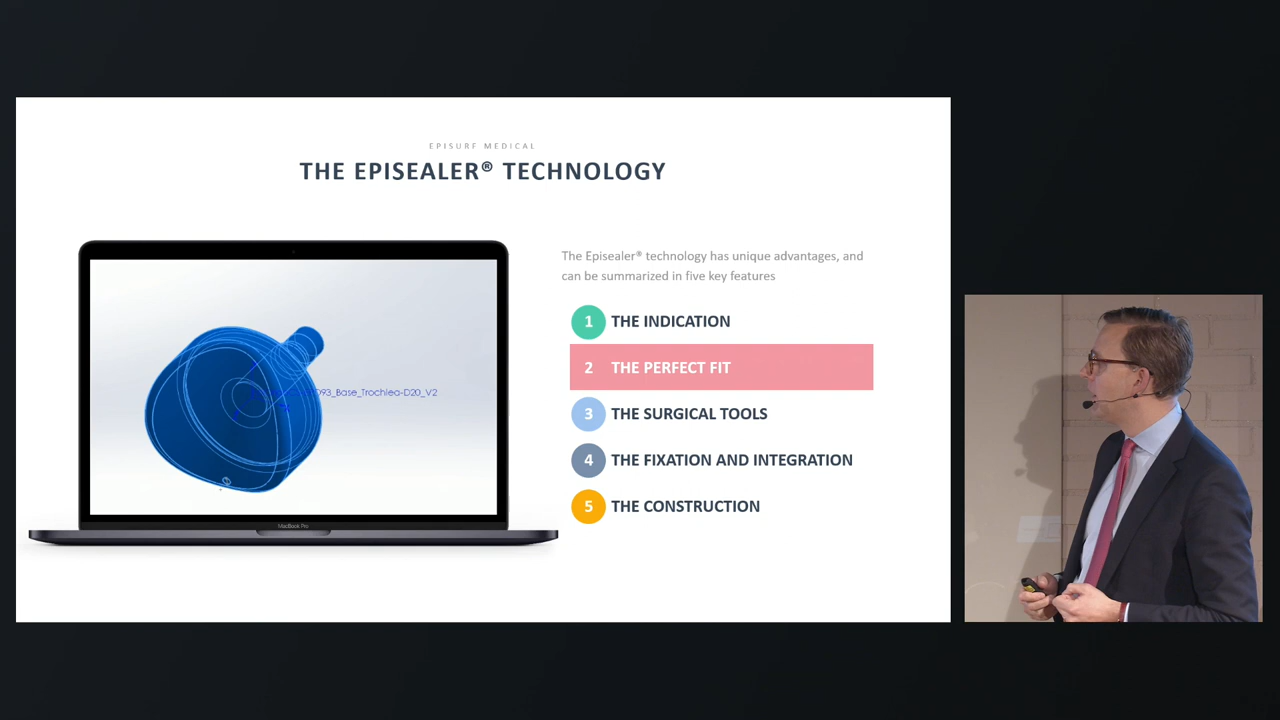 EPISURF MEDICAL
THE EPISEALER® TECHNOLOGY
The Episealer® technology has unique advantages, and
can be summarized in five key features
1 THE INDICATION
2 THE PERFECT FIT
3 THE SURGICAL TOOLS
4 THE FIXATION AND INTEGRATION
5 THE CONSTRUCTION
D93_Base_Trochlea-D20_V2
MacBook Pro